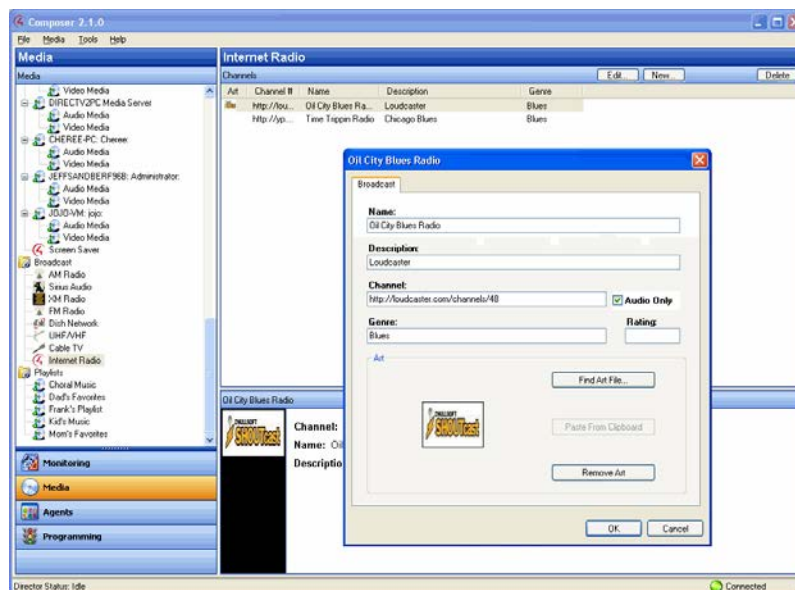 Composer 2.1.0
File Media Tools Help
Media
Internet Radio
Media
Channels
Edit... New... Delete
Art Channel # Name Description Genre
http://lou... Oil City Blues Ra... Loudcaster Blues
http://yp... Time Trippin Radio Chicago Blues Blues
Video Media
DIRECTV2PC Media Server
Audio Media
Video Media
CHEREE-PC: Cheree:
Audio Media
Video Media
JEFFSANDBERF96B: Administrator:
Audio Media
Video Media
JOJO-VM: jojo:
Audio Media
Video Media
Screen Saver
Broadcast
AM Radio
Sirius Audio
XM Radio
FM Radio
Dish Network
UHF/VHF
Cable TV
Internet Radio
Playlists
Choral Music
Dad's Favorites
Frank's Playlist
Kid's Music
Mom's Favorites
Monitoring
Media
Agents
Programming
Oil City Blues Radio
Broadcast
Name:
Oil City Blues Radio
Description:
Loudcaster
Channel:
http://loudcaster.com/channels/48
Audio Only
Genre:
Rating:
Blues
Art
Find Art File...
SHOUTcast
Paste From Clipboard
Remove Art
OK Cancel
Oil City Blues Radio
SHOUTcast
Channel:
Name: Oil
Descriptio
Director Status: Idle
Connected